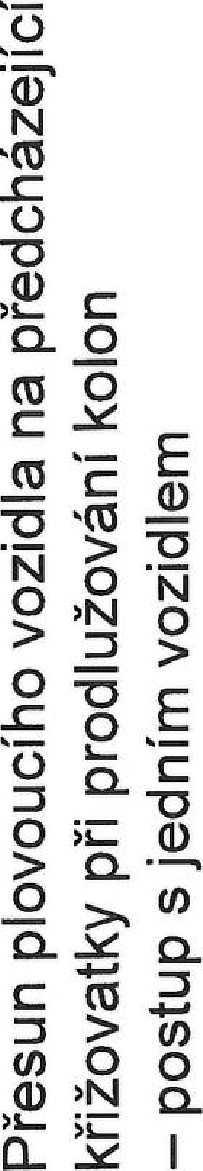 Přesun plovoucího vozidla na předcházející
křižovatky při prodlužování kolon
– postup s jedním vozidlem